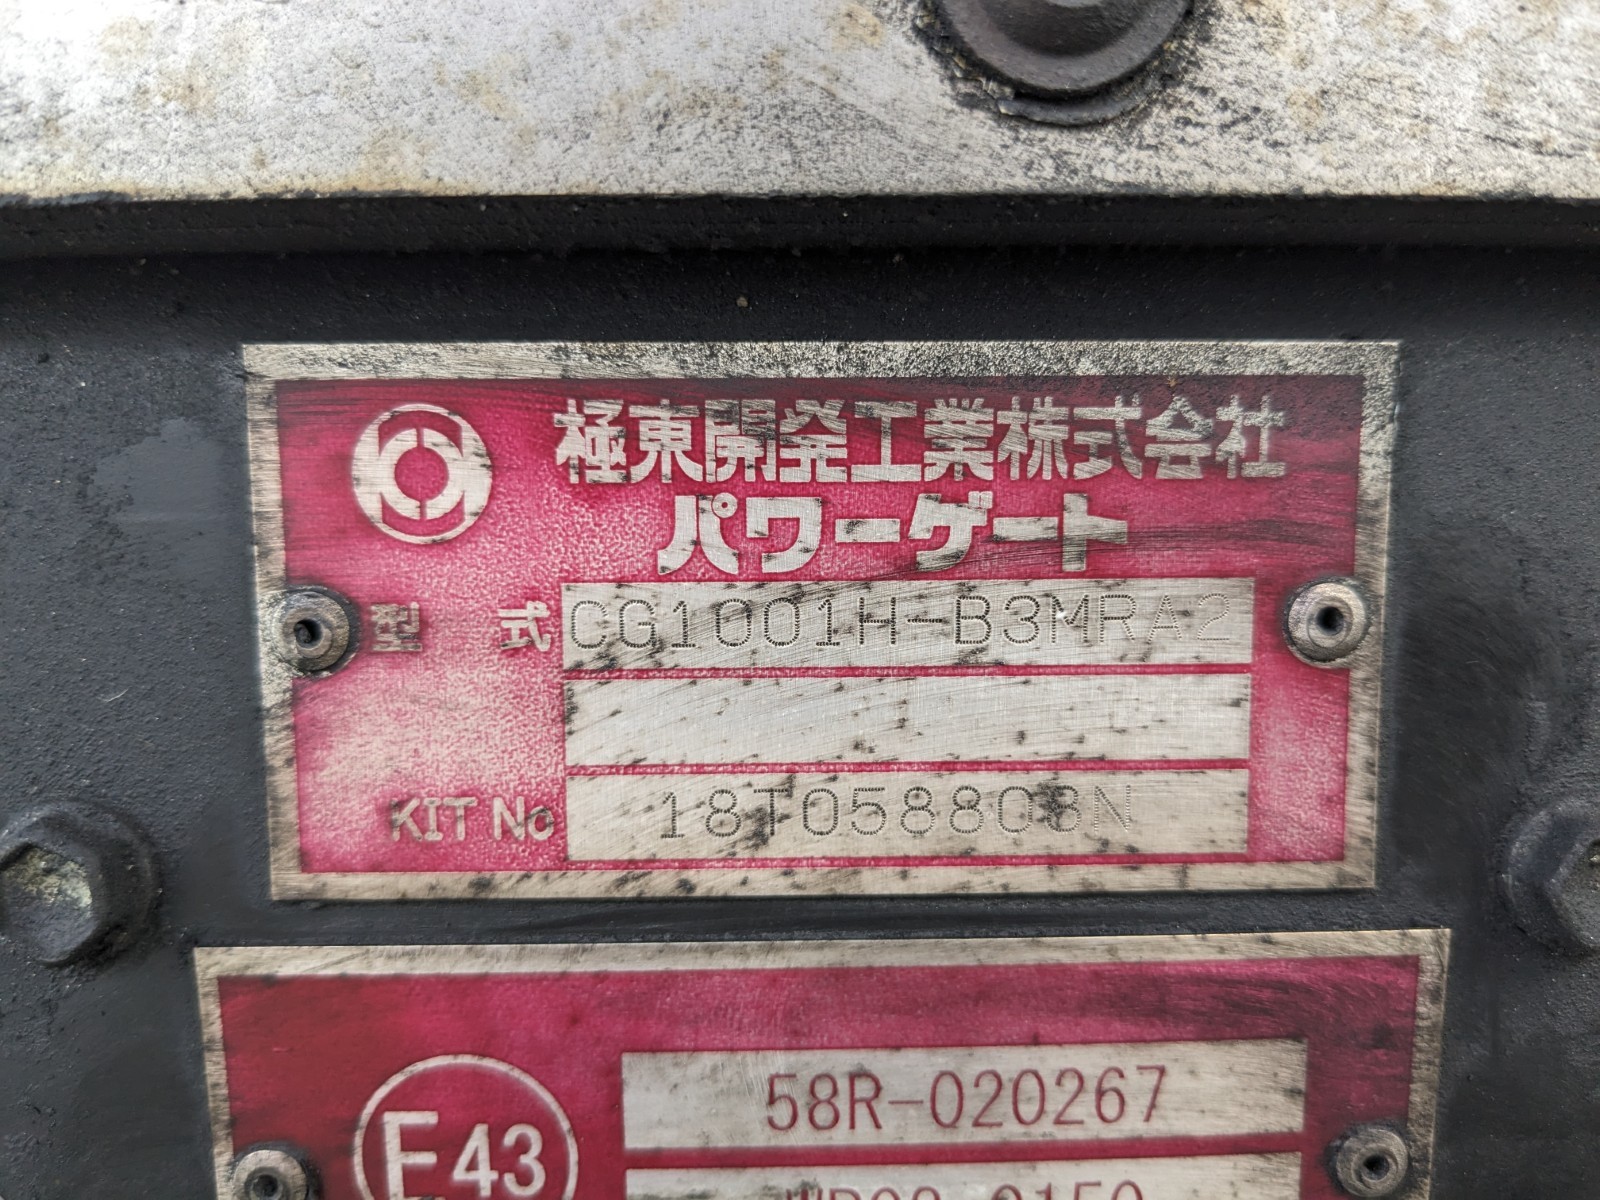 極東開発工業株式会社
パワーゲート
型式 CG1001H-B3MRA2
KIT No 18T058808N
E43
58R-020267